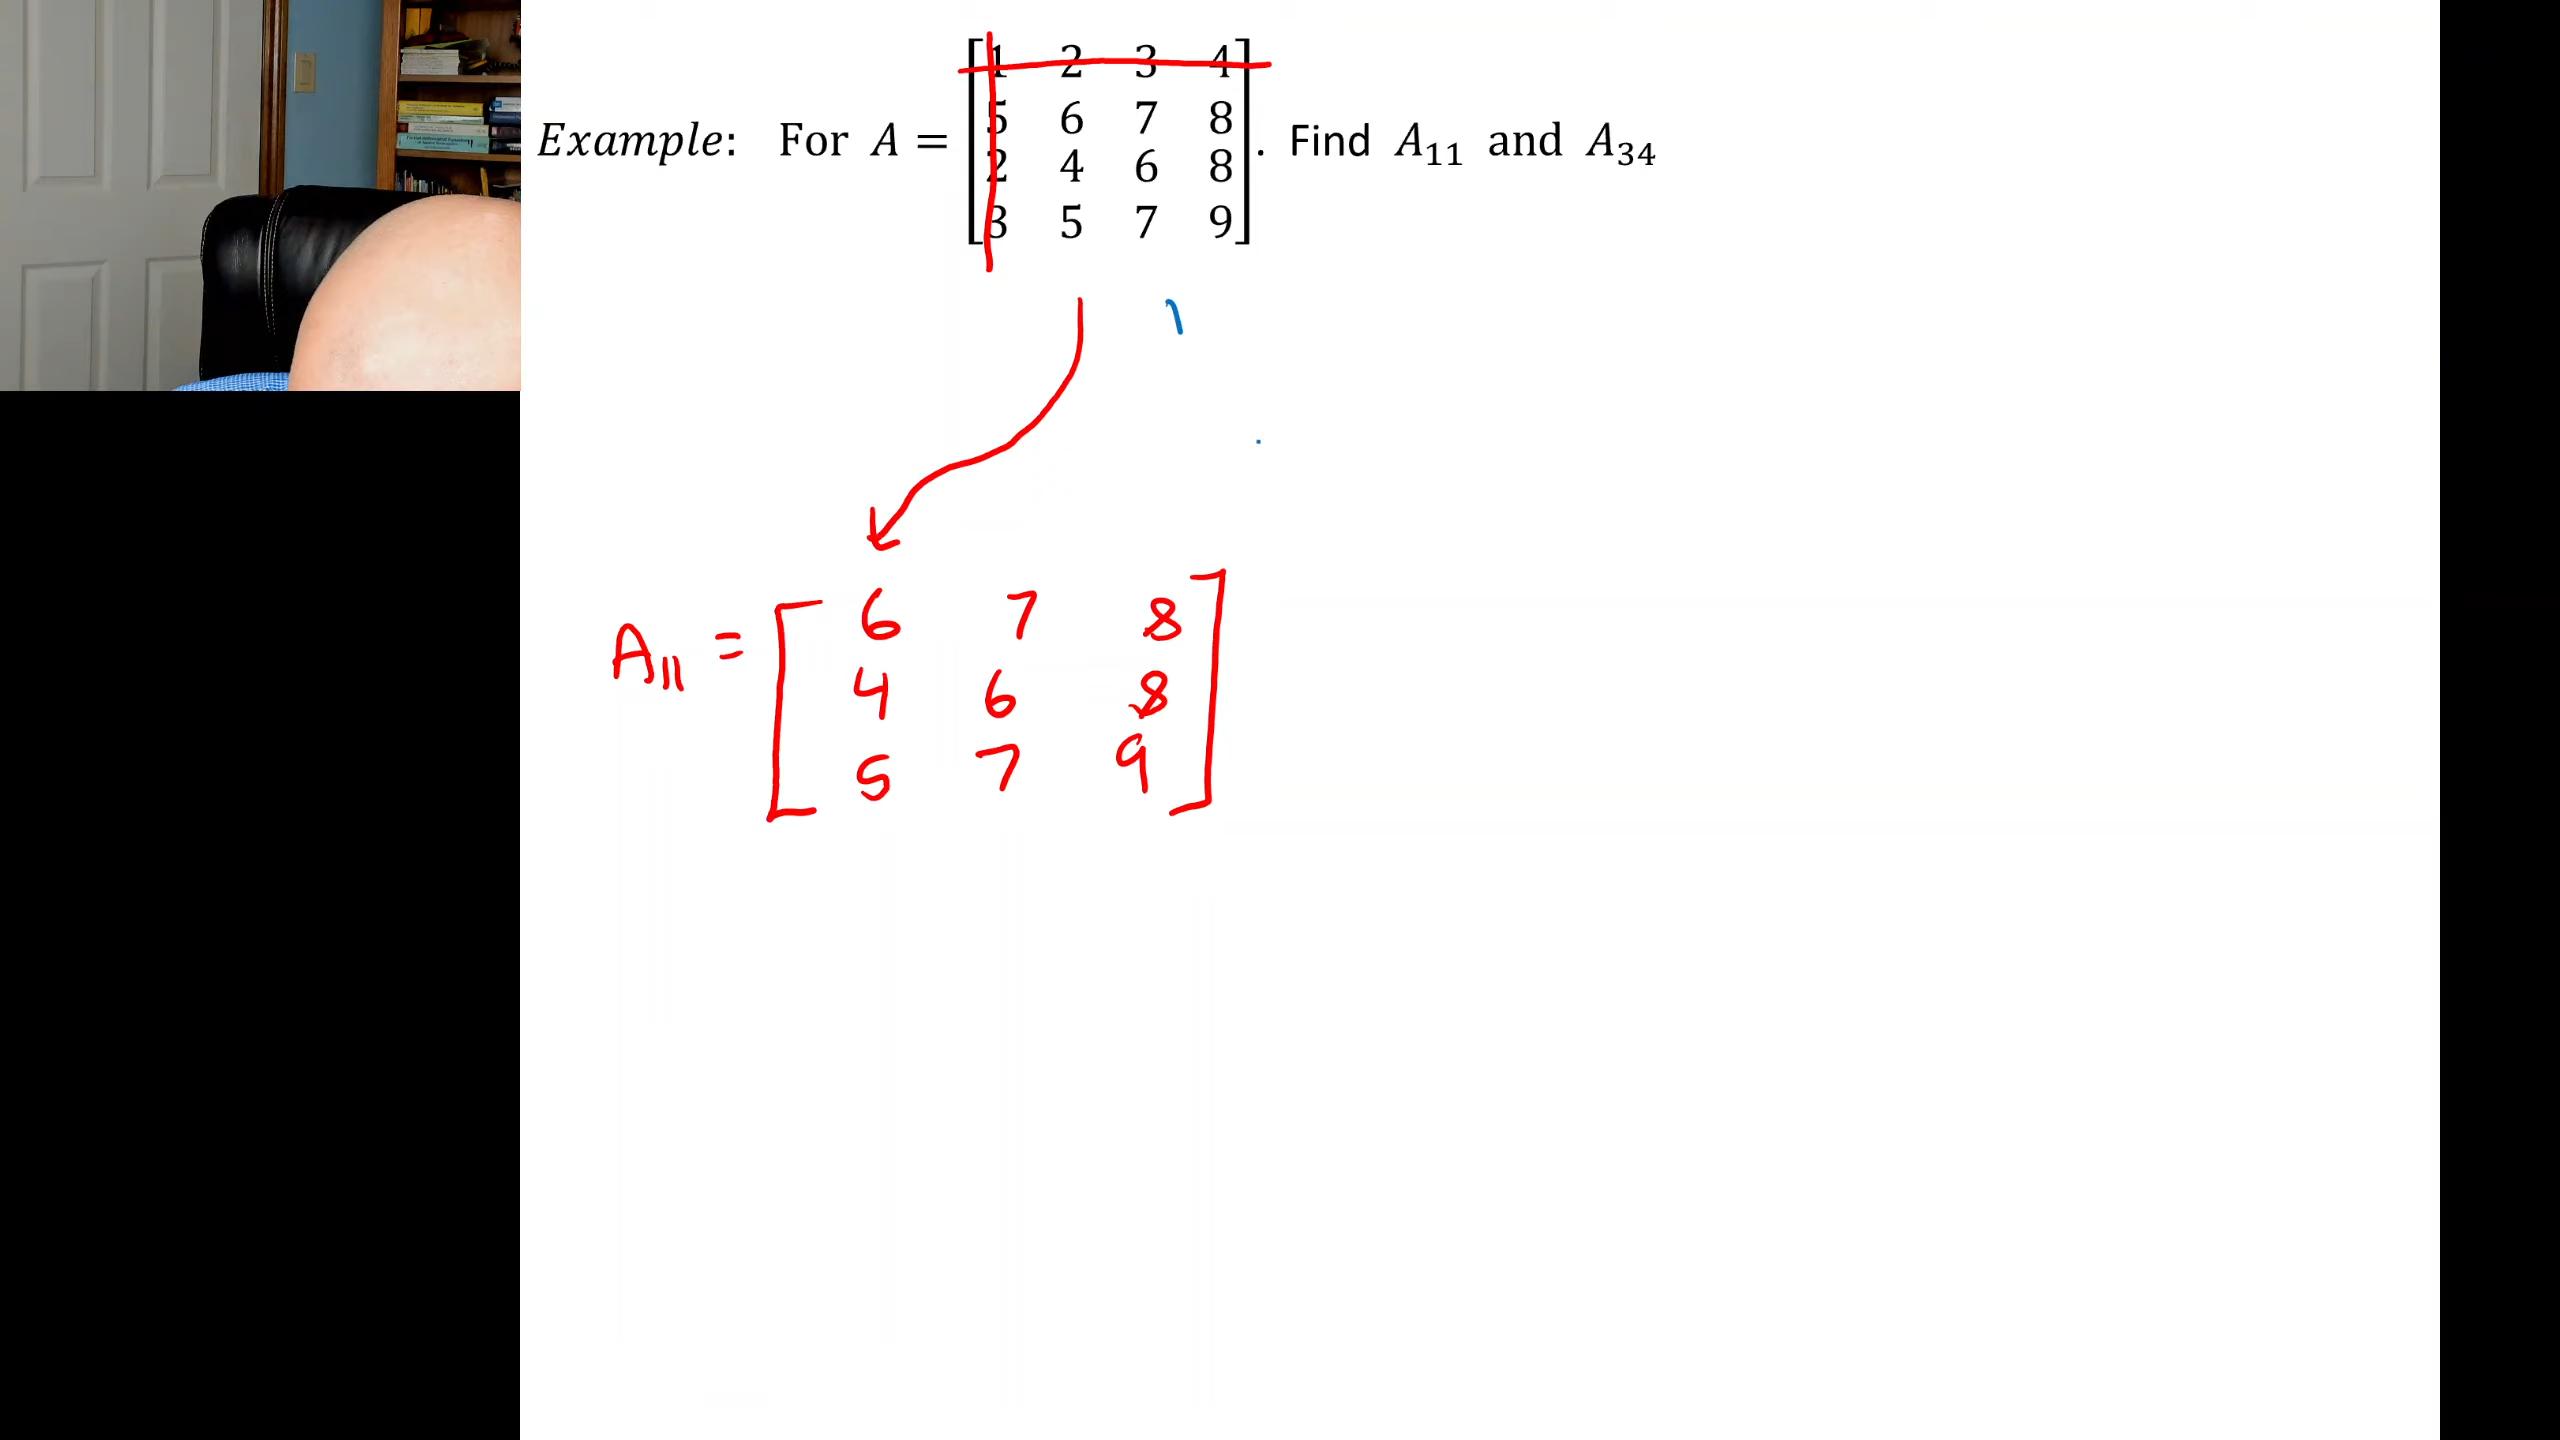 Example: For A = [1 2 3 4
5 6 7 8
2 4 6 8
3 5 7 9]. Find A₁₁ and A₃₄
A₁₁ = [6 7 8
4 6 8
5 7 9]